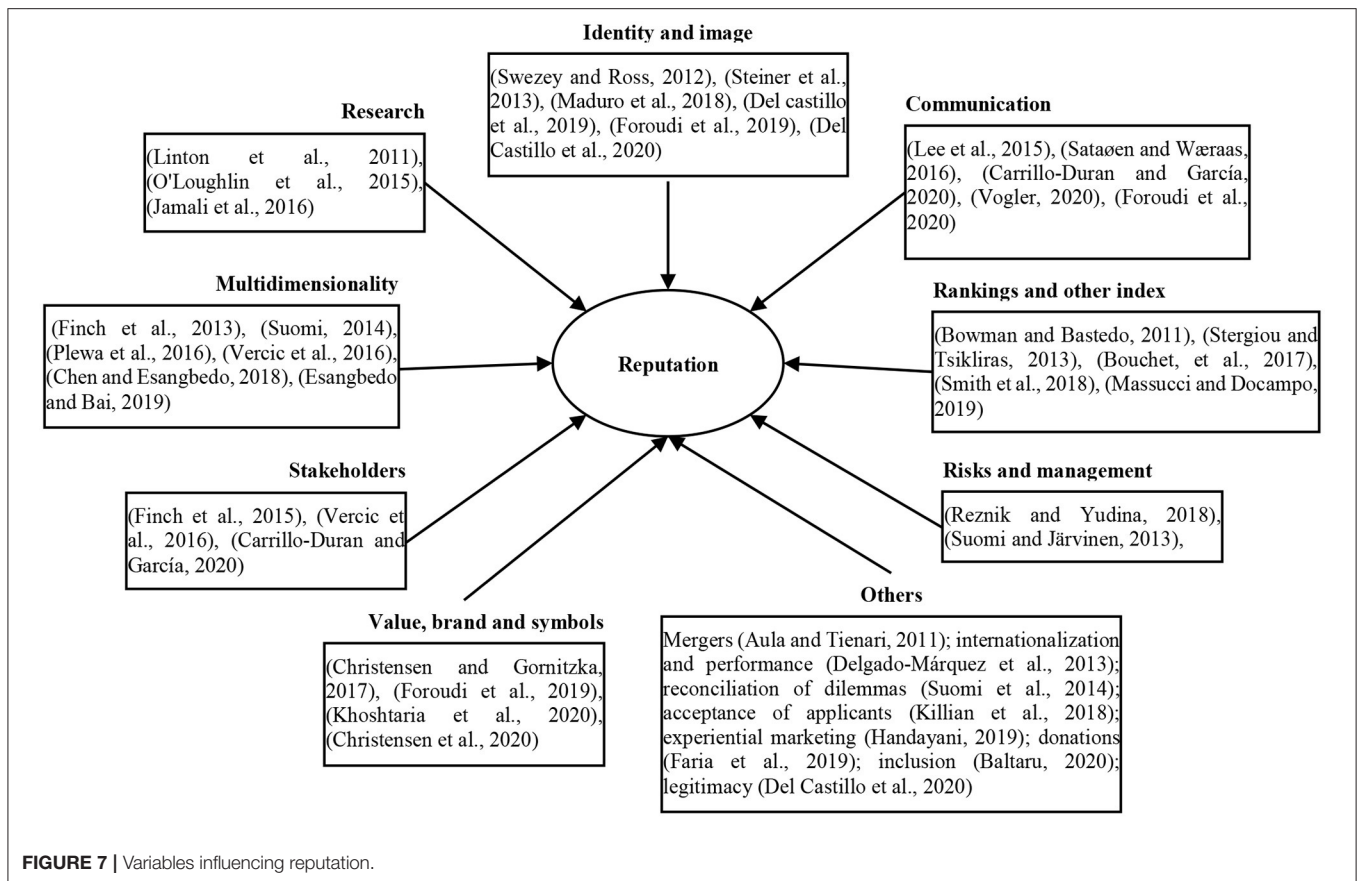 Identity and image
(Swezey and Ross, 2012), (Steiner et al.,
2013), (Maduro et al., 2018), (Del castillo
et al., 2019), (Foroudi et al., 2019), (Del
Castillo et al., 2020)
Research
(Linton et al., 2011),
(O'Loughlin et al., 2015),
(Jamali et al., 2016)
Communication
(Lee et al., 2015), (Sataøen and Wæraas,
2016), (Carrillo-Duran and García,
2020), (Vogler, 2020), (Foroudi et al.,
2020)
Multidimensionality
(Finch et al., 2013), (Suomi, 2014),
(Plewa et al., 2016), (Vercic et al., 2016),
(Chen and Esangbedo, 2018), (Esangbedo
and Bai, 2019)
Reputation
Rankings and other index
(Bowman and Bastedo, 2011), (Stergiou and
Tsikliras, 2013), (Bouchet, et al., 2017),
(Smith et al., 2018), (Massucci and Docampo,
2019)
Stakeholders
(Finch et al., 2015), (Vercic et
al., 2016), (Carrillo-Duran and
García, 2020)
Risks and management
(Reznik and Yudina, 2018),
(Suomi and Järvinen, 2013),
Value, brand and symbols
(Christensen and Gornitzka,
2017), (Foroudi et al., 2019),
(Khoshtaria et al., 2020),
(Christensen et al., 2020)
Others
Mergers (Aula and Tienari, 2011); internationalization
and performance (Delgado-Márquez et al., 2013);
reconciliation of dilemmas (Suomi et al., 2014);
acceptance of applicants (Killian et al., 2018);
experiential marketing (Handayani, 2019); donations
(Faria et al., 2019); inclusion (Baltaru, 2020);
legitimacy (Del Castillo et al., 2020)
FIGURE 7 | Variables influencing reputation.